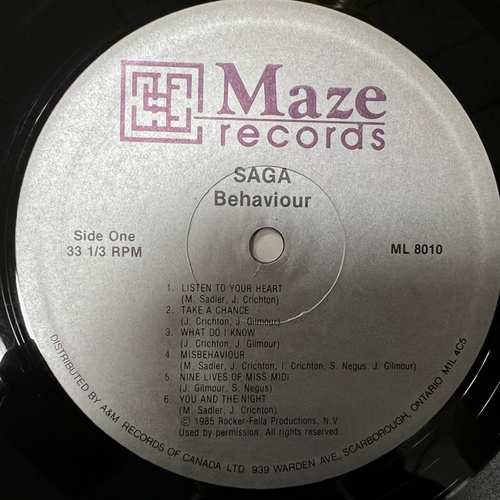 Maze
records
SAGA
Behaviour
Side One
33 1/3 RPM
ML 8010
1. LISTEN TO YOUR HEART
(M. Sadler, J. Crichton)
2. TAKE A CHANCE
(J. Crichton, J. Gilmour)
3. WHAT DO I KNOW
(J. Crichton, J. Gilmour)
4. MISBEHAVIOUR
(M. Sadler, J. Crichton, I. Crichton, S. Negus, J. Gilmour)
5. NINE LIVES OF MISS MIDI
(J. Gilmour, S. Negus)
6. YOU AND THE NIGHT
(M. Sadler, J. Crichton)
© 1985 Rocker-Fella Productions, N.V.
Used by permission. All rights reserved.
DISTRIBUTED BY A&M RECORDS OF CANADA LTD. 939 WARDEN AVE., SCARBOROUGH, ONTARIO M1L 4C5